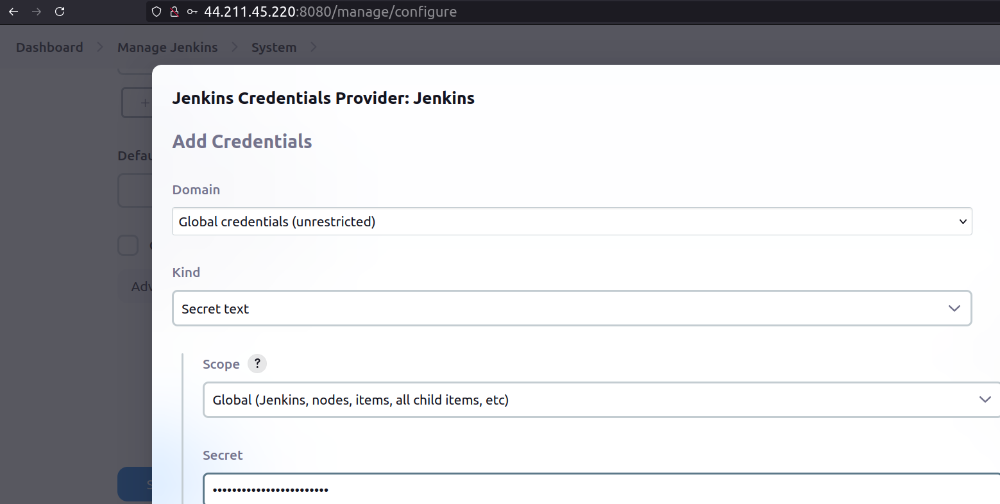 44.211.45.220:8080/manage/configure
Dashboard > Manage Jenkins > System >
Jenkins Credentials Provider: Jenkins
Add Credentials
Defau
Domain
Global credentials (unrestricted)
Kind
Adv
Secret text
Scope ?
Global (Jenkins, nodes, items, all child items, etc)
Secret
••••••••••••••••••••••••